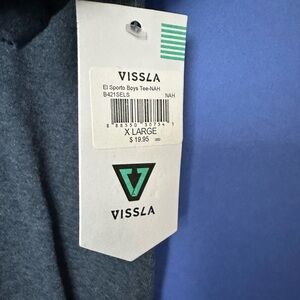 VISSLA
El Sporto Boys Tee-NAH
B421SELS NAH
X LARGE
$ 19.95
VISSLA